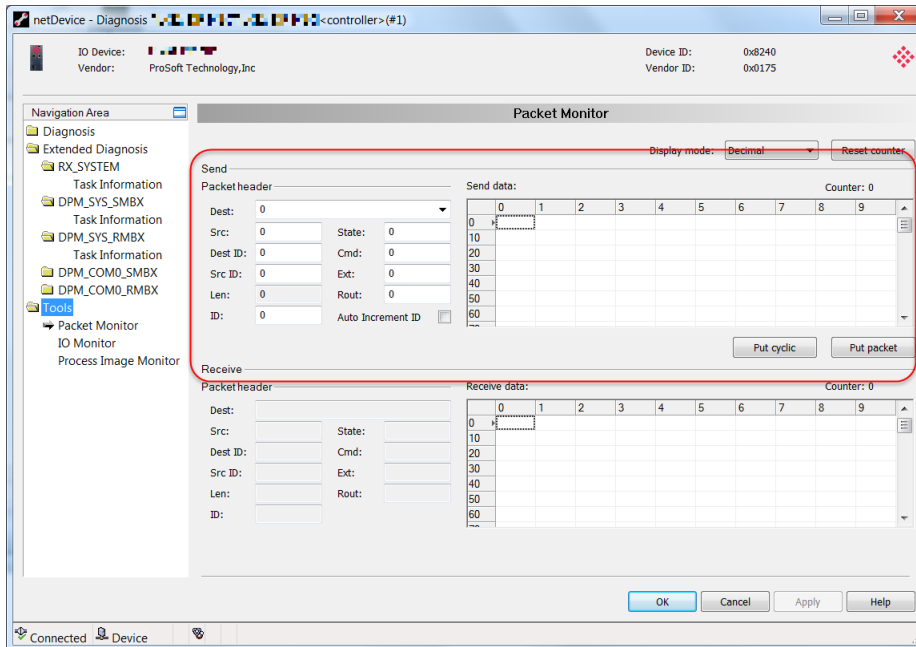 netDevice - Diagnosis <controller>(#1)
IO Device:
Device ID: 0x8240
Vendor: ProSoft Technology,Inc
Vendor ID: 0x0175
Navigation Area
Diagnosis
Extended Diagnosis
RX_SYSTEM
Task Information
DPM_SYS_SMBX
Task Information
DPM_SYS_RMBX
Task Information
DPM_COM0_SMBX
DPM_COM0_RMBX
Tools
Packet Monitor
IO Monitor
Process Image Monitor
Packet Monitor
Display mode: Decimal Reset counter
Send
Packet header
Dest: 0
Src: 0 State: 0
Dest ID: 0 Cmd: 0
Src ID: 0 Ext: 0
Len: 0 Rout: 0
ID: 0 Auto Increment ID
Send data: Counter: 0
0 1 2 3 4 5 6 7 8 9
0
10
20
30
40
50
60
Put cyclic Put packet
Receive
Packet header
Dest:
Src: State:
Dest ID: Cmd:
Src ID: Ext:
Len: Rout:
ID:
Receive data: Counter: 0
0 1 2 3 4 5 6 7 8 9
0
10
20
30
40
50
60
OK Cancel Apply Help
Connected Device